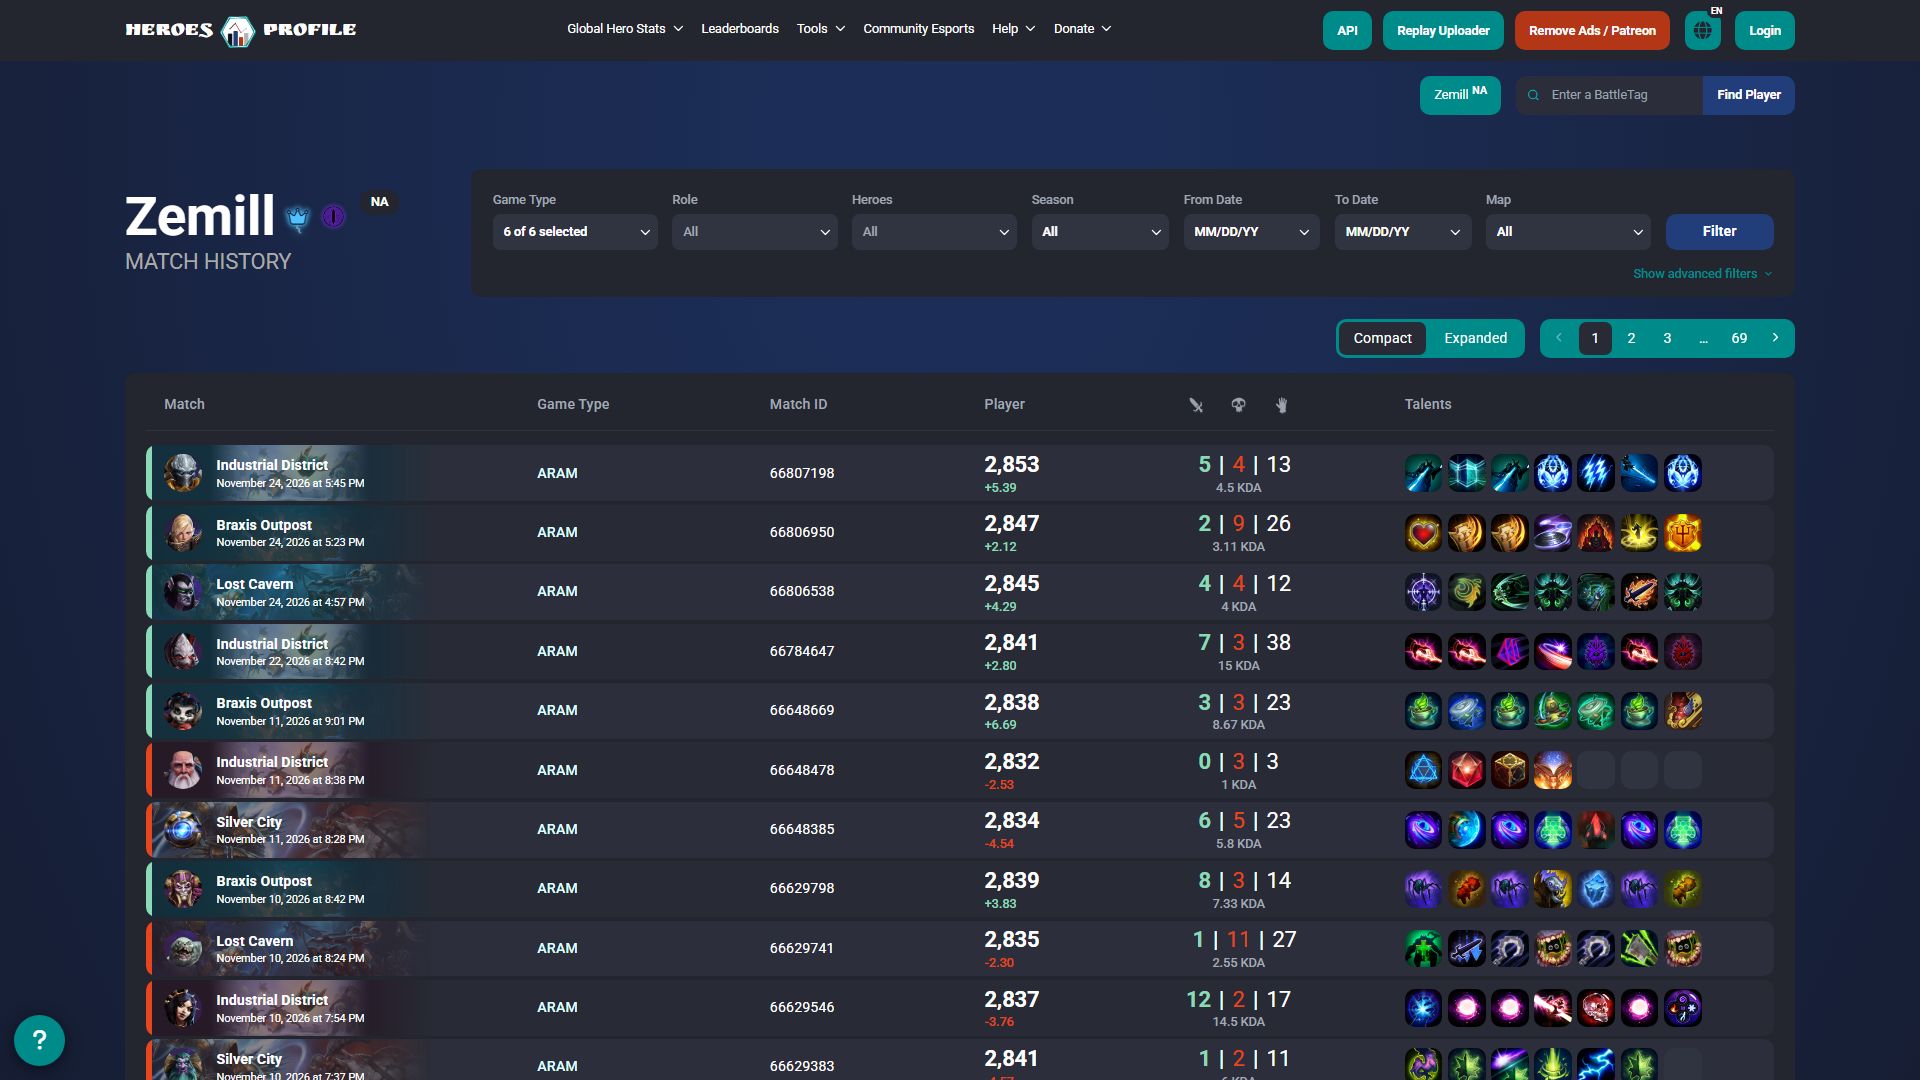 HEROES PROFILE
Global Hero Stats Leaderboards Tools Community Esports Help Donate
API Replay Uploader Remove Ads / Patreon EN Login
Zemill NA Enter a BattleTag Find Player
Zemill NA
MATCH HISTORY
Game Type Role Heroes Season From Date To Date Map
6 of 6 selected All All All MM/DD/YY MM/DD/YY All Filter
Show advanced filters
Compact Expanded 1 2 3 ... 69
Match Game Type Match ID Player Talents
Industrial District
November 24, 2026 at 5:45 PM
ARAM 66807198
2,853
+5.39
5 | 4 | 13
4.5 KDA
Braxis Outpost
November 24, 2026 at 5:23 PM
ARAM 66806950
2,847
+2.12
2 | 9 | 26
3.11 KDA
Lost Cavern
November 24, 2026 at 4:57 PM
ARAM 66806538
2,845
+4.29
4 | 4 | 12
4 KDA
Industrial District
November 22, 2026 at 8:42 PM
ARAM 66784647
2,841
+2.80
7 | 3 | 38
15 KDA
Braxis Outpost
November 11, 2026 at 9:01 PM
ARAM 66648669
2,838
+6.69
3 | 3 | 23
8.67 KDA
Industrial District
November 11, 2026 at 8:38 PM
ARAM 66648478
2,832
-2.53
0 | 3 | 3
1 KDA
Silver City
November 11, 2026 at 8:28 PM
ARAM 66648385
2,834
-4.54
6 | 5 | 23
5.8 KDA
Braxis Outpost
November 10, 2026 at 8:42 PM
ARAM 66629798
2,839
+3.83
8 | 3 | 14
7.33 KDA
Lost Cavern
November 10, 2026 at 8:24 PM
ARAM 66629741
2,835
-2.30
1 | 11 | 27
2.55 KDA
Industrial District
November 10, 2026 at 7:54 PM
ARAM 66629546
2,837
-3.76
12 | 2 | 17
14.5 KDA
Silver City
November 10, 2026 at 7:37 PM
ARAM 66629383
2,841
1 | 2 | 11
?